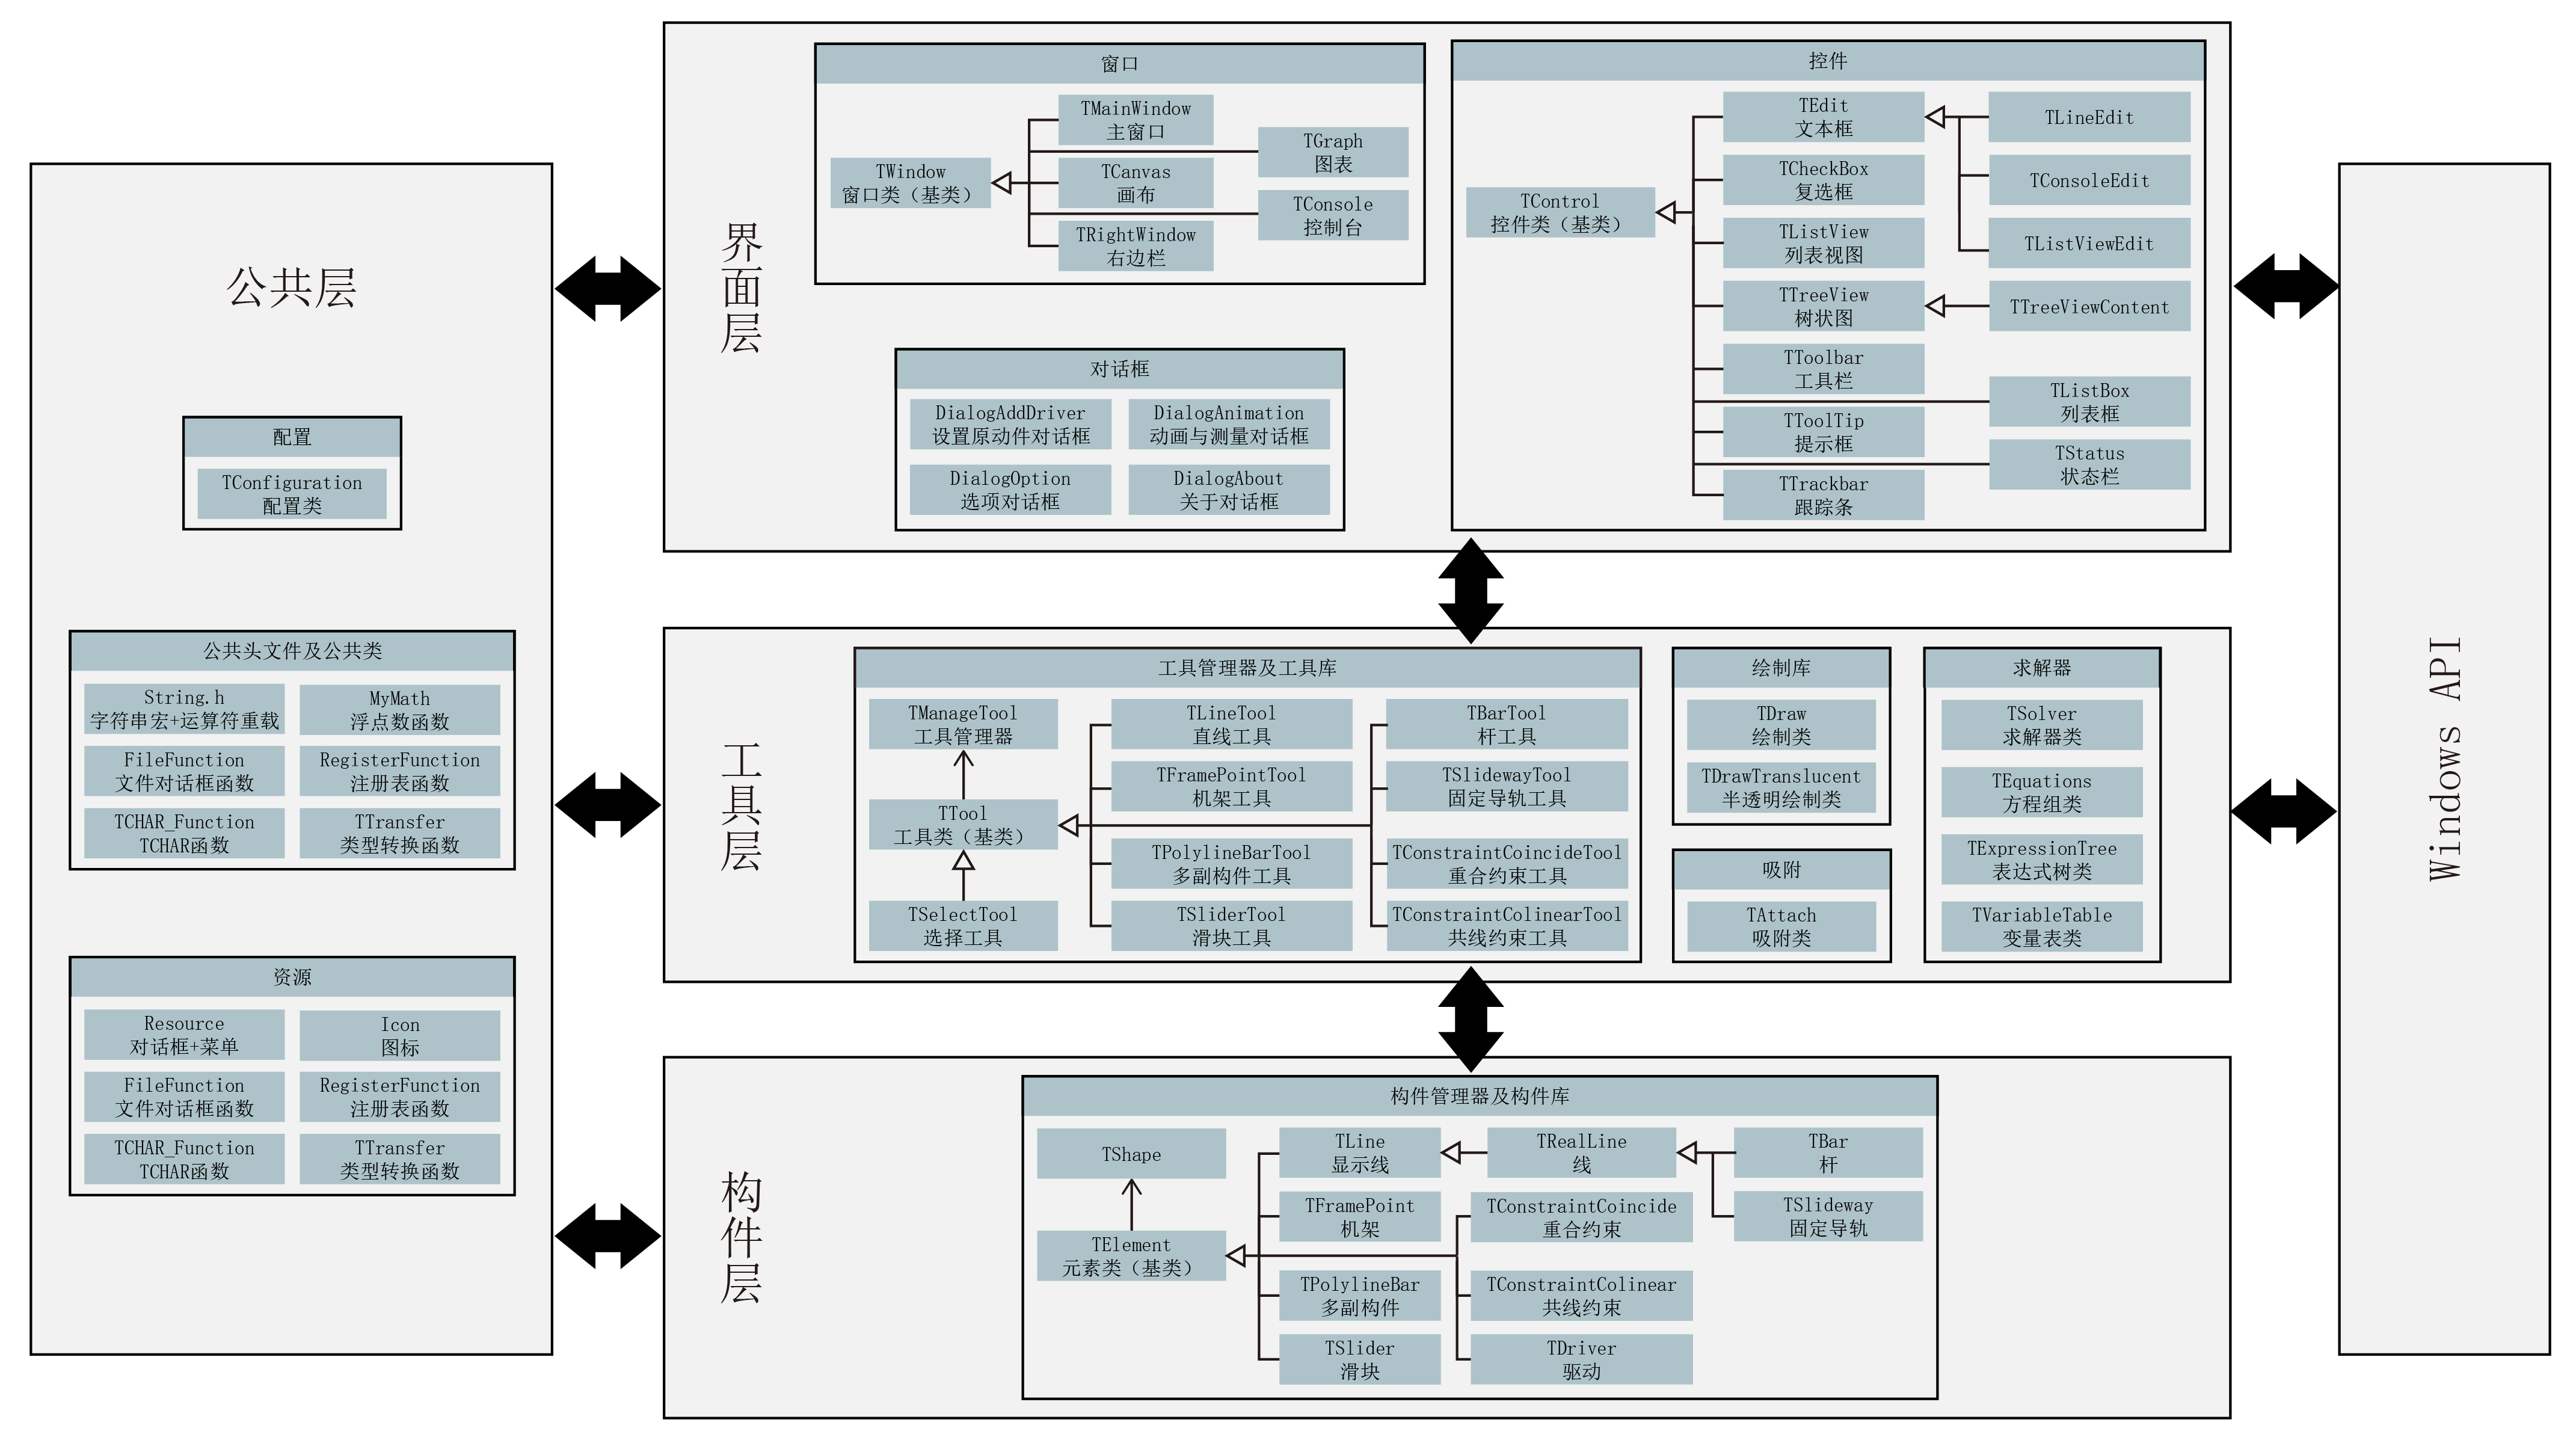 公共层
配置
TConfiguration
配置类
公共头文件及公共类
String.h
字符串宏+运算符重载
MyMath
浮点数函数
FileFunction
文件对话框函数
RegisterFunction
注册表函数
TCHAR_Function
TCHAR函数
TTransfer
类型转换函数
资源
Resource
对话框+菜单
Icon
图标
FileFunction
文件对话框函数
RegisterFunction
注册表函数
TCHAR_Function
TCHAR函数
TTransfer
类型转换函数
界面层
窗口
TWindow
窗口类（基类）
TMainWindow
主窗口
TCanvas
画布
TRightWindow
右边栏
TGraph
图表
TConsole
控制台
对话框
DialogAddDriver
设置原动件对话框
DialogAnimation
动画与测量对话框
DialogOption
选项对话框
DialogAbout
关于对话框
控件
TControl
控件类（基类）
TEdit
文本框
TCheckBox
复选框
TListView
列表视图
TTreeView
树状图
TToolbar
工具栏
TToolTip
提示框
TTrackbar
跟踪条
TLineEdit
TConsoleEdit
TListViewEdit
TTreeViewContent
TListBox
列表框
TStatus
状态栏
工具层
工具管理器及工具库
TManageTool
工具管理器
TTool
工具类（基类）
TSelectTool
选择工具
TLineTool
直线工具
TFramePointTool
机架工具
TPolylineBarTool
多副构件工具
TSliderTool
滑块工具
TBarTool
杆工具
TSlidewayTool
固定导轨工具
TConstraintCoincideTool
重合约束工具
TConstraintColinearTool
共线约束工具
绘制库
TDraw
绘制类
TDrawTranslucent
半透明绘制类
吸附
TAttach
吸附类
求解器
TSolver
求解器类
TEquations
方程组类
TExpressionTree
表达式树类
TVariableTable
变量表类
构件层
构件管理器及构件库
TShape
TElement
元素类（基类）
TLine
显示线
TRealLine
线
TBar
杆
TSlideway
固定导轨
TFramePoint
机架
TConstraintCoincide
重合约束
TPolylineBar
多副构件
TConstraintColinear
共线约束
TSlider
滑块
TDriver
驱动
Windows API